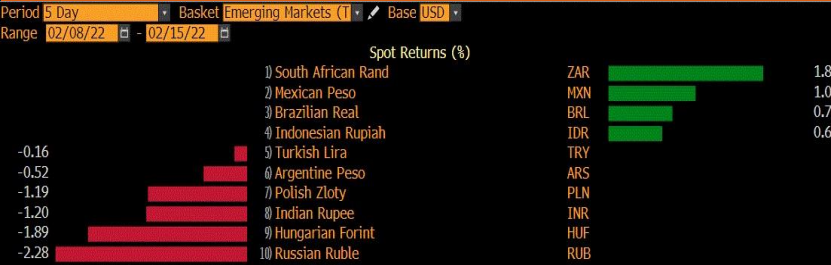 Period 5 Day Basket Emerging Markets (T Base USD
Range 02/08/22 - 02/15/22
Spot Returns (%)
1) South African Rand ZAR 1.8
2) Mexican Peso MXN 1.0
3) Brazilian Real BRL 0.7
4) Indonesian Rupiah IDR 0.6
-0.16 5) Turkish Lira TRY
-0.52 6) Argentine Peso ARS
-1.19 7) Polish Zloty PLN
-1.20 8) Indian Rupee INR
-1.89 9) Hungarian Forint HUF
-2.28 10) Russian Ruble RUB